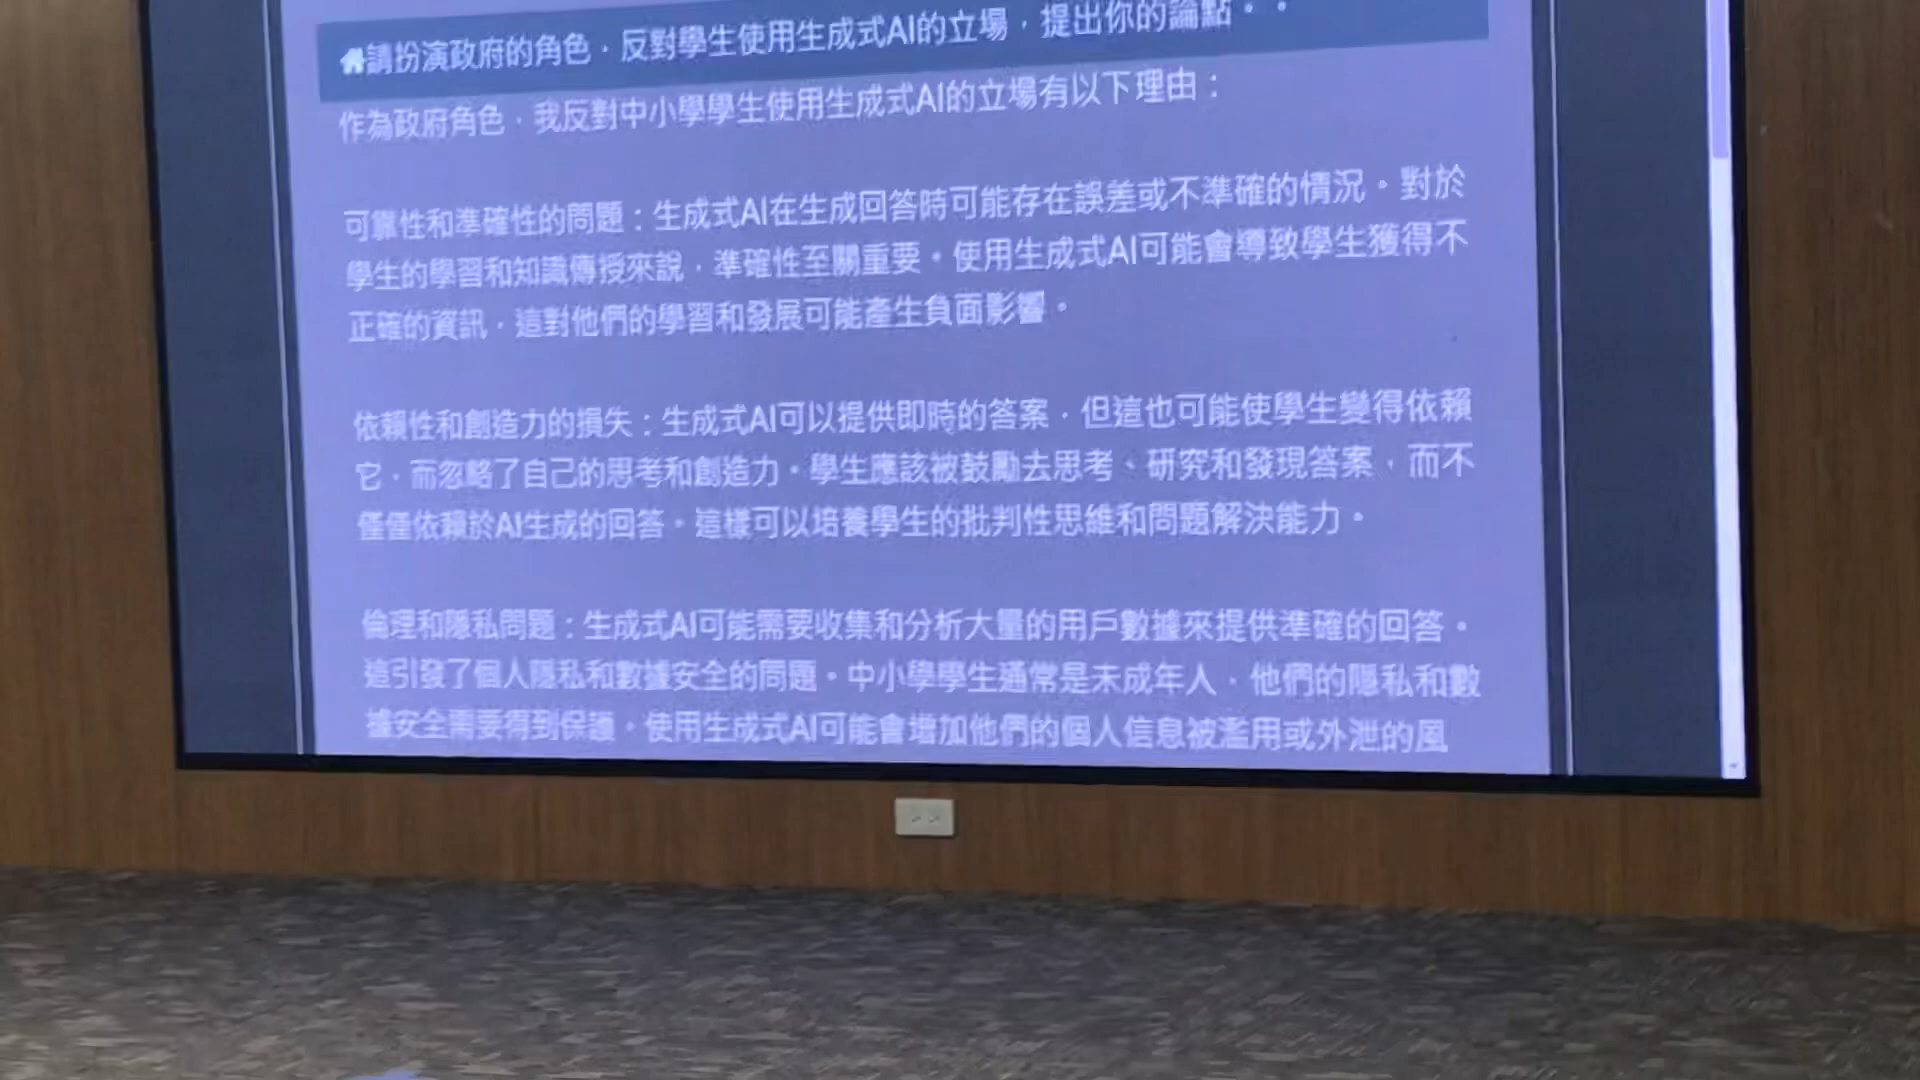 請扮演政府的角色，反對學生使用生成式AI的立場，提出你的論點。。
作為政府角色，我反對中小學學生使用生成式AI的立場有以下理由：
可靠性和準確性的問題：生成式AI在生成回答時可能存在誤差或不準確的情況。對於
學生的學習和知識傳授來說，準確性至關重要。使用生成式AI可能會導致學生獲得不
正確的資訊，這對他們的學習和發展可能產生負面影響。
依賴性和創造力的損失：生成式AI可以提供即時的答案，但這也可能使學生變得依賴
它，而忽略了自己的思考和創造力。學生應該被鼓勵去思考、研究和發現答案，而不
僅僅依賴於AI生成的回答。這樣可以培養學生的批判性思維和問題解決能力。
倫理和隱私問題：生成式AI可能需要收集和分析大量的用戶數據來提供準確的回答。
這引發了個人隱私和數據安全的問題。中小學學生通常是未成年人，他們的隱私和數
據安全需要得到保護。使用生成式AI可能會增加他們的個人信息被濫用或外泄的風